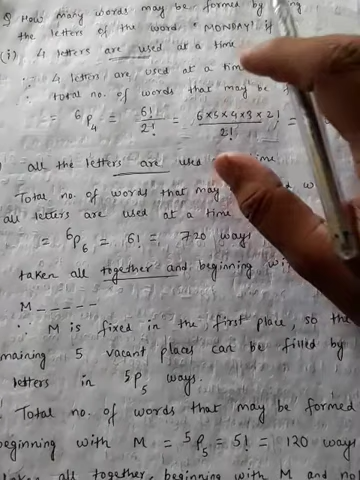 Q How many words may be formed by
the letters of the word "MONDAY" if
(i) 4 letters are used at a time
∵ 4 letters are used at a time
∴ total no. of words that may be
= ⁶P₄ = 6!/2! = 6×5×4×3×2!/2! =
all the letters are used time.
Total no. of words that may
all letters are used at a time
= ⁶P₆ = 6! = 720 ways
taken all together and beginning
M _ _ _ _ _
∵ M is fixed in the first place, so the
maining 5 vacant places can be filled by
letters in ⁵P₅ ways.
Total no. of words that may be formed
beginning with M = ⁵P₅ = 5! = 120 ways
taken all together, beginning with M and